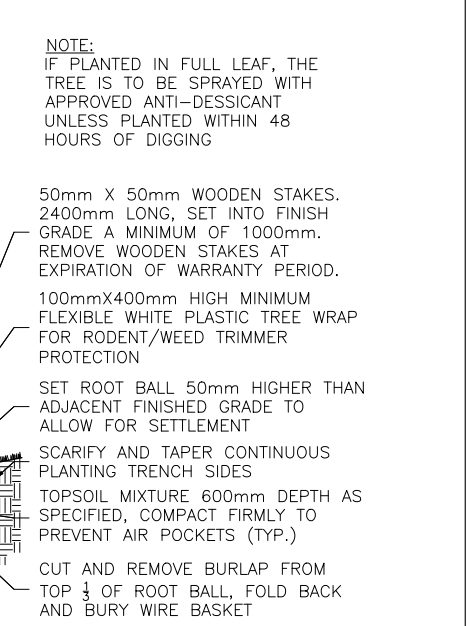 NOTE:
IF PLANTED IN FULL LEAF, THE
TREE IS TO BE SPRAYED WITH
APPROVED ANTI-DESSICANT
UNLESS PLANTED WITHIN 48
HOURS OF DIGGING
50mm X 50mm WOODEN STAKES.
2400mm LONG, SET INTO FINISH
GRADE A MINIMUM OF 1000mm.
REMOVE WOODEN STAKES AT
EXPIRATION OF WARRANTY PERIOD.
100mmX400mm HIGH MINIMUM
FLEXIBLE WHITE PLASTIC TREE WRAP
FOR RODENT/WEED TRIMMER
PROTECTION
SET ROOT BALL 50mm HIGHER THAN
ADJACENT FINISHED GRADE TO
ALLOW FOR SETTLEMENT
SCARIFY AND TAPER CONTINUOUS
PLANTING TRENCH SIDES
TOPSOIL MIXTURE 600mm DEPTH AS
SPECIFIED, COMPACT FIRMLY TO
PREVENT AIR POCKETS (TYP.)
CUT AND REMOVE BURLAP FROM
TOP 1/3 OF ROOT BALL, FOLD BACK
AND BURY WIRE BASKET